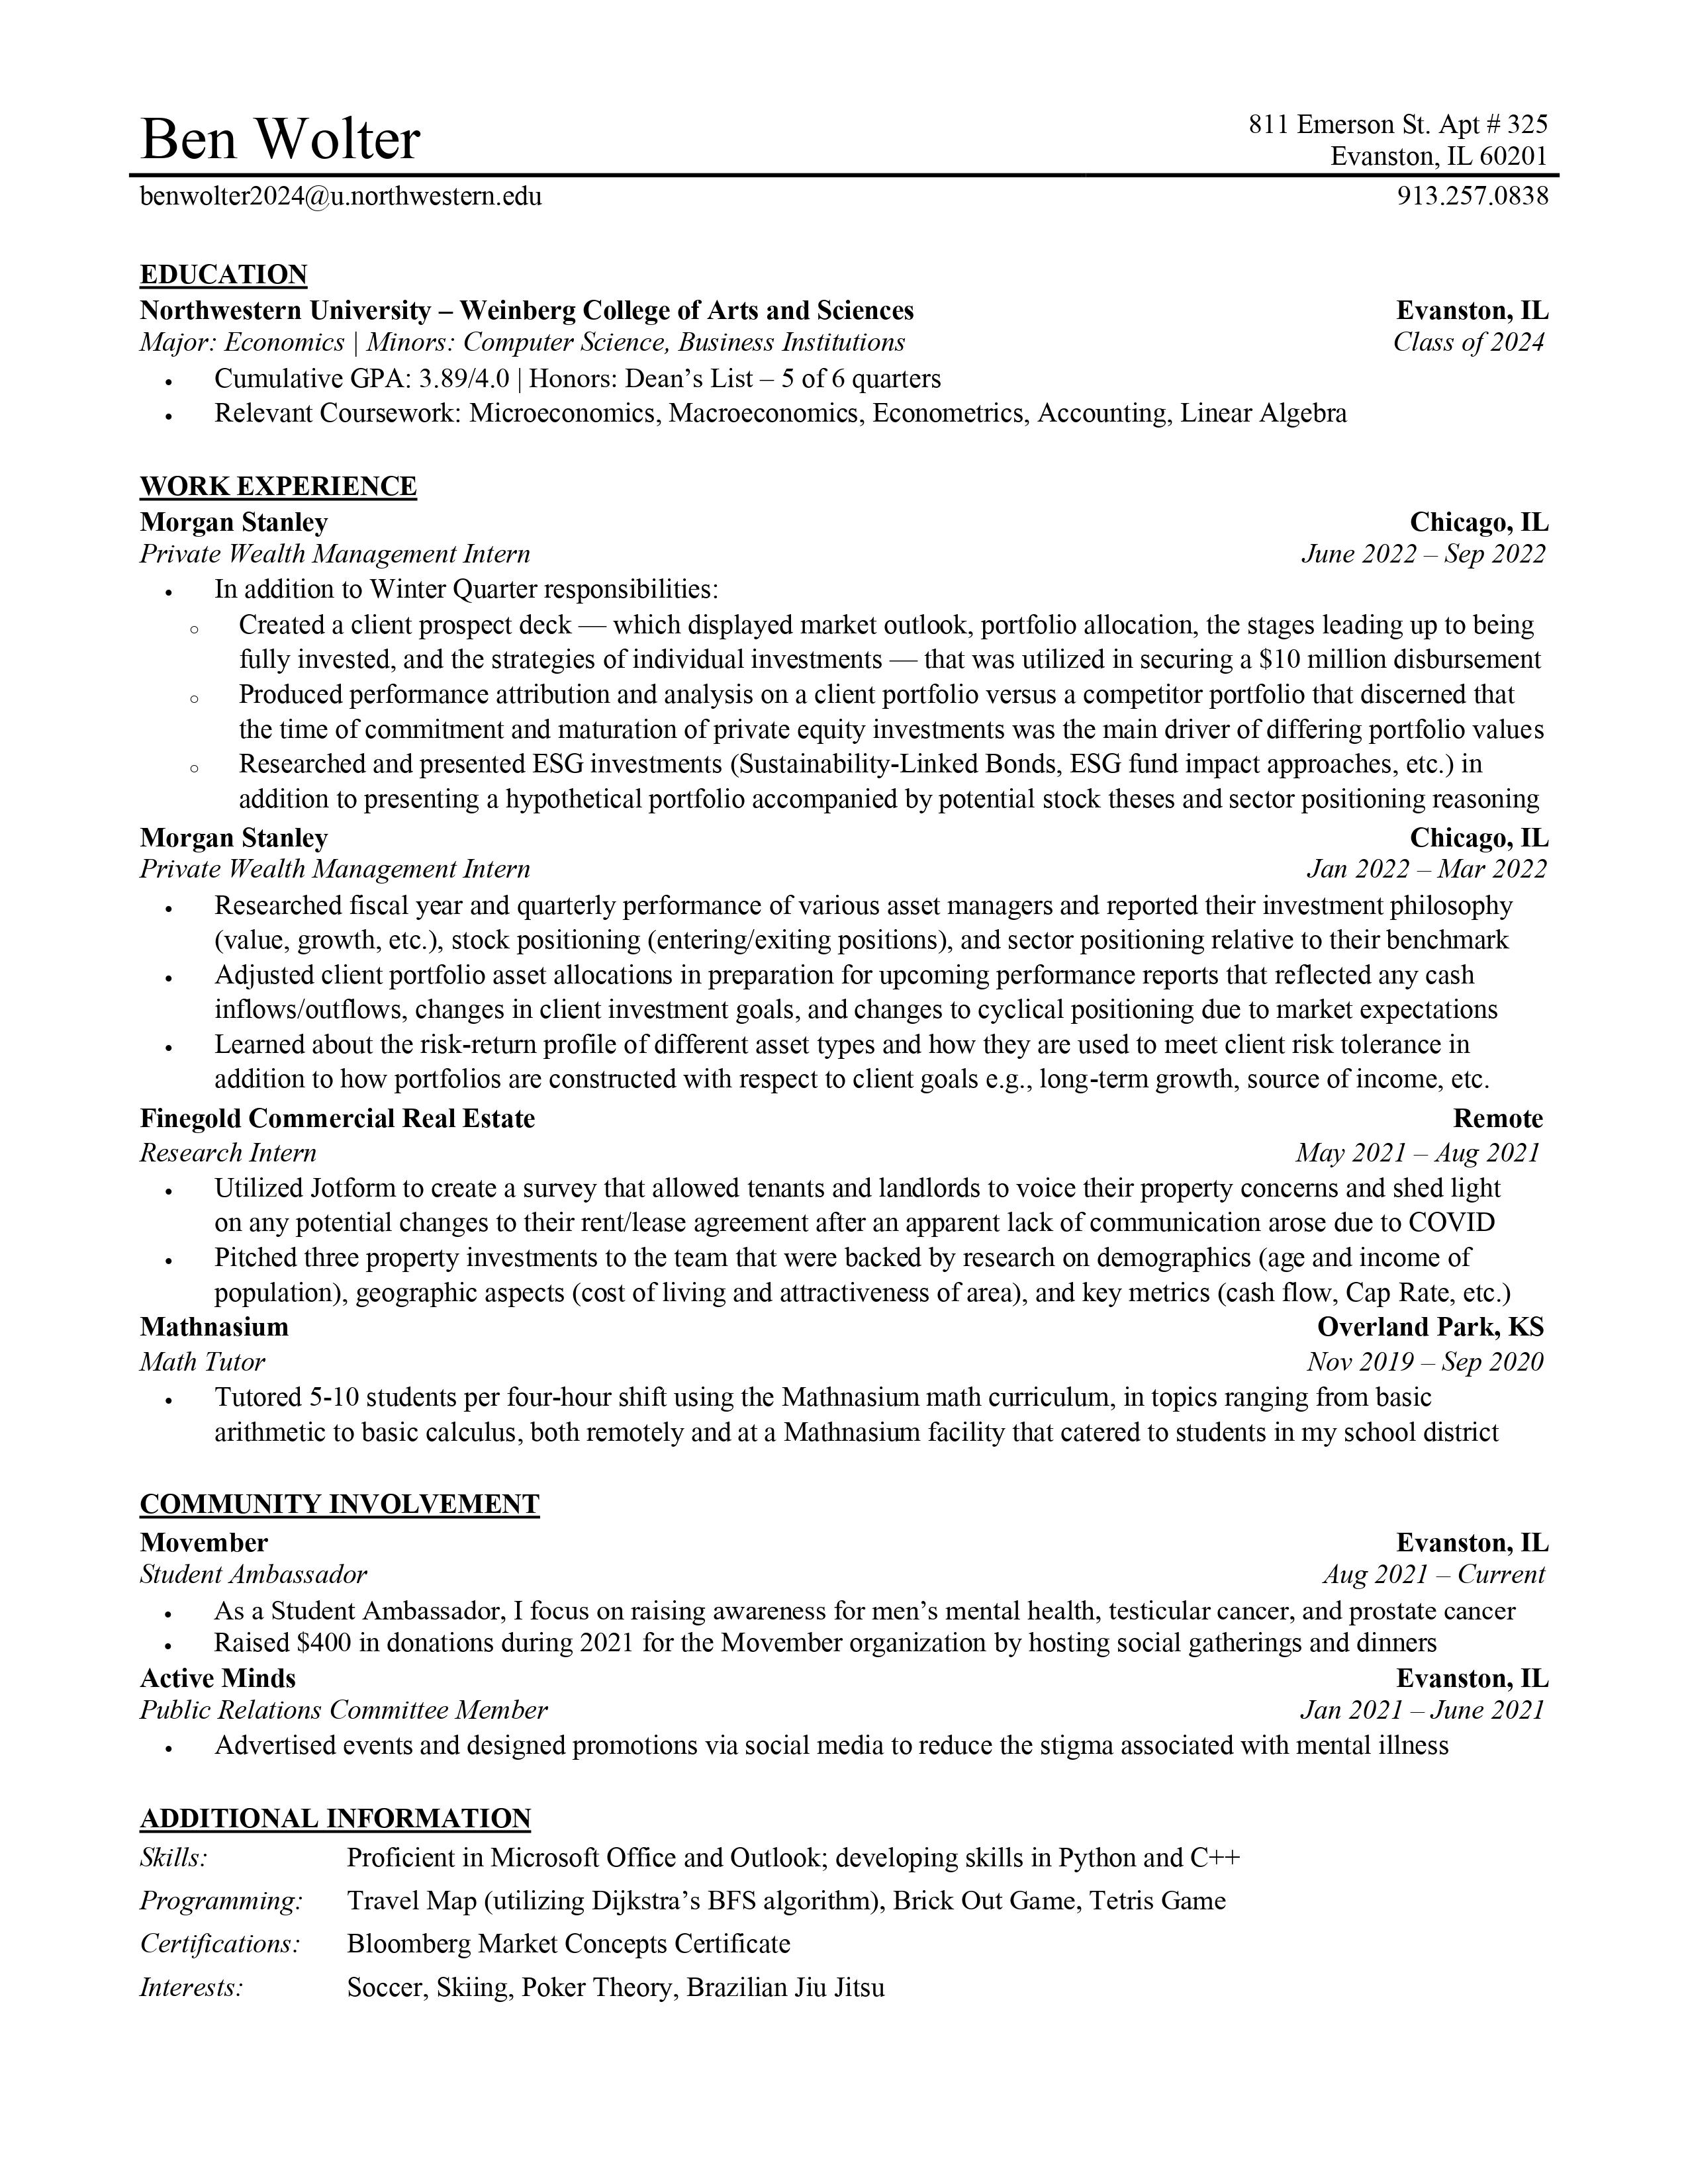 Ben Wolter
811 Emerson St. Apt # 325
Evanston, IL 60201
benwolter2024@u.northwestern.edu 913.257.0838
EDUCATION
Northwestern University – Weinberg College of Arts and Sciences Evanston, IL
Major: Economics | Minors: Computer Science, Business Institutions Class of 2024
• Cumulative GPA: 3.89/4.0 | Honors: Dean’s List – 5 of 6 quarters
• Relevant Coursework: Microeconomics, Macroeconomics, Econometrics, Accounting, Linear Algebra
WORK EXPERIENCE
Morgan Stanley Chicago, IL
Private Wealth Management Intern June 2022 – Sep 2022
• In addition to Winter Quarter responsibilities:
○ Created a client prospect deck — which displayed market outlook, portfolio allocation, the stages leading up to being
fully invested, and the strategies of individual investments — that was utilized in securing a $10 million disbursement
○ Produced performance attribution and analysis on a client portfolio versus a competitor portfolio that discerned that
the time of commitment and maturation of private equity investments was the main driver of differing portfolio values
○ Researched and presented ESG investments (Sustainability-Linked Bonds, ESG fund impact approaches, etc.) in
addition to presenting a hypothetical portfolio accompanied by potential stock theses and sector positioning reasoning
Morgan Stanley Chicago, IL
Private Wealth Management Intern Jan 2022 – Mar 2022
• Researched fiscal year and quarterly performance of various asset managers and reported their investment philosophy
(value, growth, etc.), stock positioning (entering/exiting positions), and sector positioning relative to their benchmark
• Adjusted client portfolio asset allocations in preparation for upcoming performance reports that reflected any cash
inflows/outflows, changes in client investment goals, and changes to cyclical positioning due to market expectations
• Learned about the risk-return profile of different asset types and how they are used to meet client risk tolerance in
addition to how portfolios are constructed with respect to client goals e.g., long-term growth, source of income, etc.
Finegold Commercial Real Estate Remote
Research Intern May 2021 – Aug 2021
• Utilized Jotform to create a survey that allowed tenants and landlords to voice their property concerns and shed light
on any potential changes to their rent/lease agreement after an apparent lack of communication arose due to COVID
• Pitched three property investments to the team that were backed by research on demographics (age and income of
population), geographic aspects (cost of living and attractiveness of area), and key metrics (cash flow, Cap Rate, etc.)
Mathnasium Overland Park, KS
Math Tutor Nov 2019 – Sep 2020
• Tutored 5-10 students per four-hour shift using the Mathnasium math curriculum, in topics ranging from basic
arithmetic to basic calculus, both remotely and at a Mathnasium facility that catered to students in my school district
COMMUNITY INVOLVEMENT
Movember Evanston, IL
Student Ambassador Aug 2021 – Current
• As a Student Ambassador, I focus on raising awareness for men’s mental health, testicular cancer, and prostate cancer
• Raised $400 in donations during 2021 for the Movember organization by hosting social gatherings and dinners
Active Minds Evanston, IL
Public Relations Committee Member Jan 2021 – June 2021
• Advertised events and designed promotions via social media to reduce the stigma associated with mental illness
ADDITIONAL INFORMATION
Skills: Proficient in Microsoft Office and Outlook; developing skills in Python and C++
Programming: Travel Map (utilizing Dijkstra’s BFS algorithm), Brick Out Game, Tetris Game
Certifications: Bloomberg Market Concepts Certificate
Interests: Soccer, Skiing, Poker Theory, Brazilian Jiu Jitsu